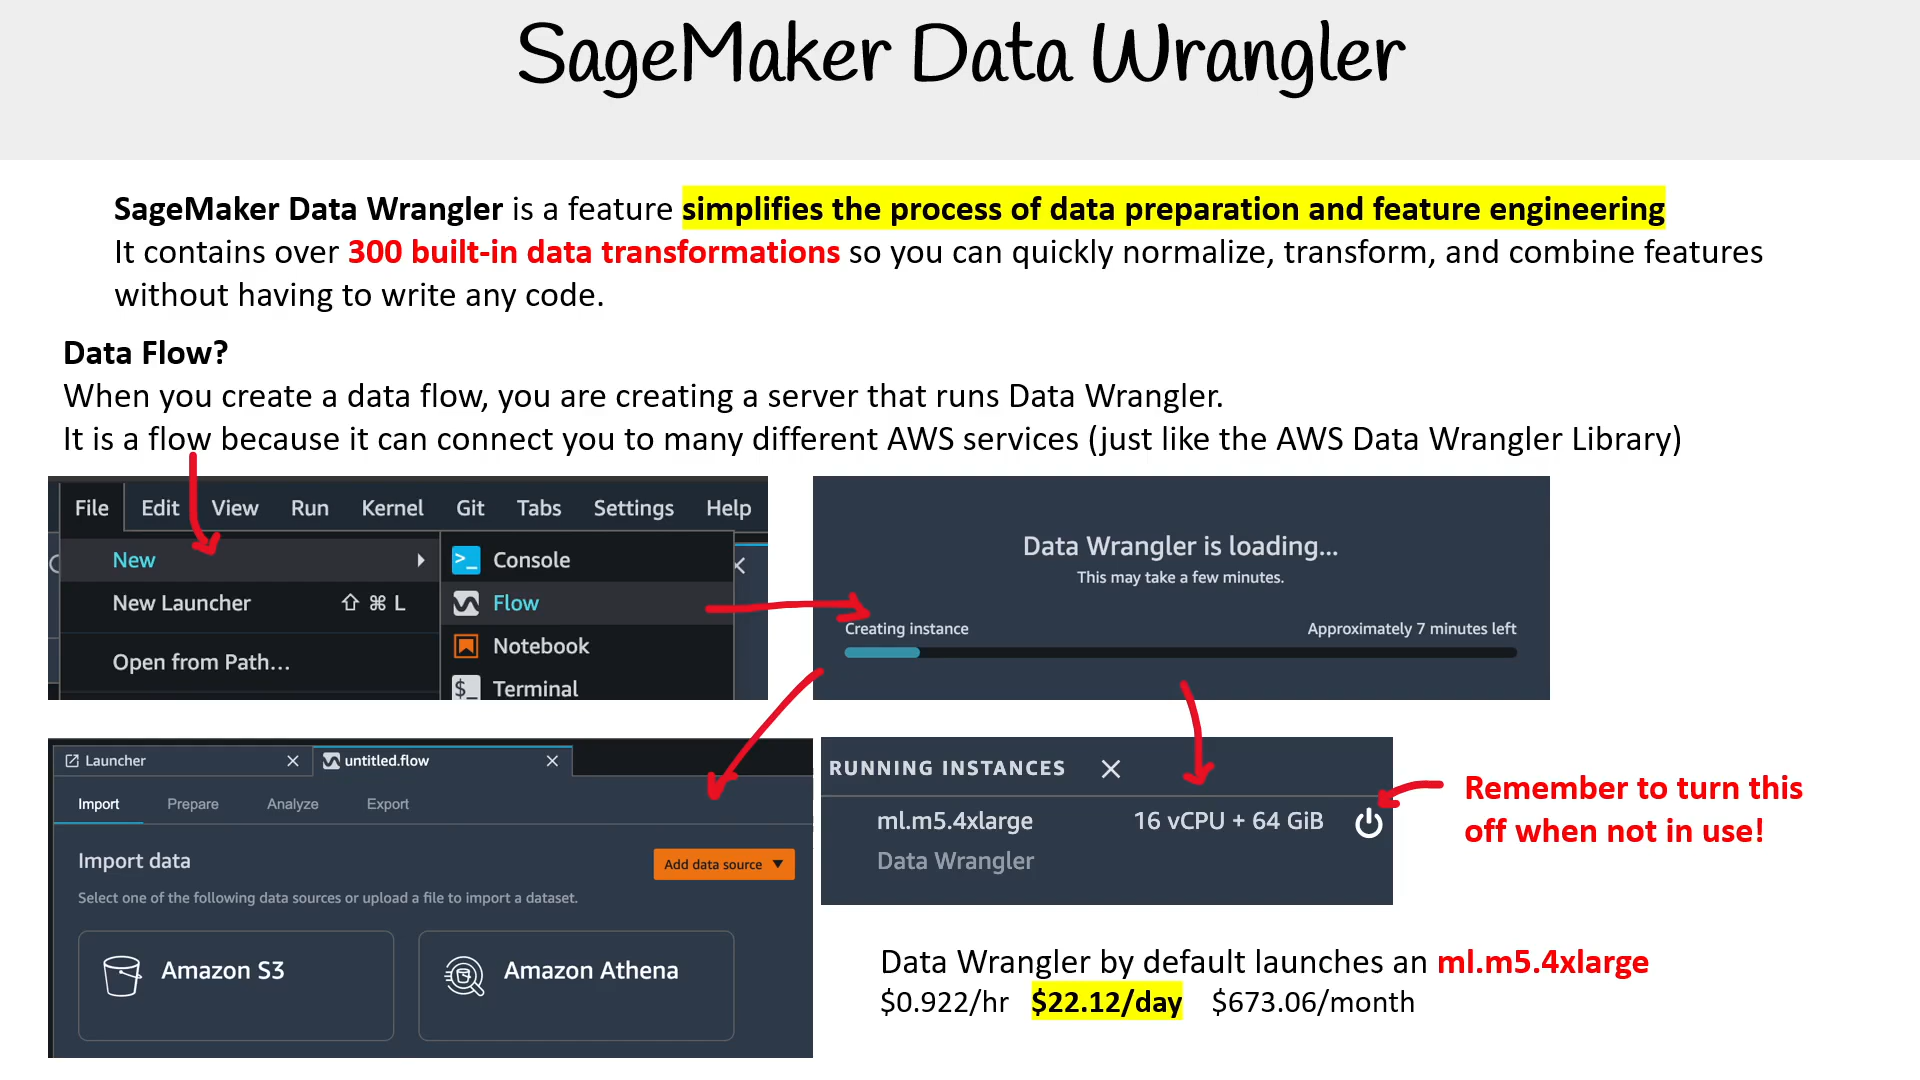 SageMaker Data Wrangler
SageMaker Data Wrangler is a feature simplifies the process of data preparation and feature engineering
It contains over 300 built-in data transformations so you can quickly normalize, transform, and combine features
without having to write any code.
Data Flow?
When you create a data flow, you are creating a server that runs Data Wrangler.
It is a flow because it can connect you to many different AWS services (just like the AWS Data Wrangler Library)
File Edit View Run Kernel Git Tabs Settings Help
New
New Launcher ⇧ ⌘ L
Open from Path...
Console
Flow
Notebook
$_ Terminal
Data Wrangler is loading...
This may take a few minutes.
Creating instance Approximately 7 minutes left
Launcher untitled.flow
Import Prepare Analyze Export
Import data
Add data source
Select one of the following data sources or upload a file to import a dataset.
Amazon S3 Amazon Athena
RUNNING INSTANCES
ml.m5.4xlarge 16 vCPU + 64 GiB
Data Wrangler
Remember to turn this
off when not in use!
Data Wrangler by default launches an ml.m5.4xlarge
$0.922/hr $22.12/day $673.06/month